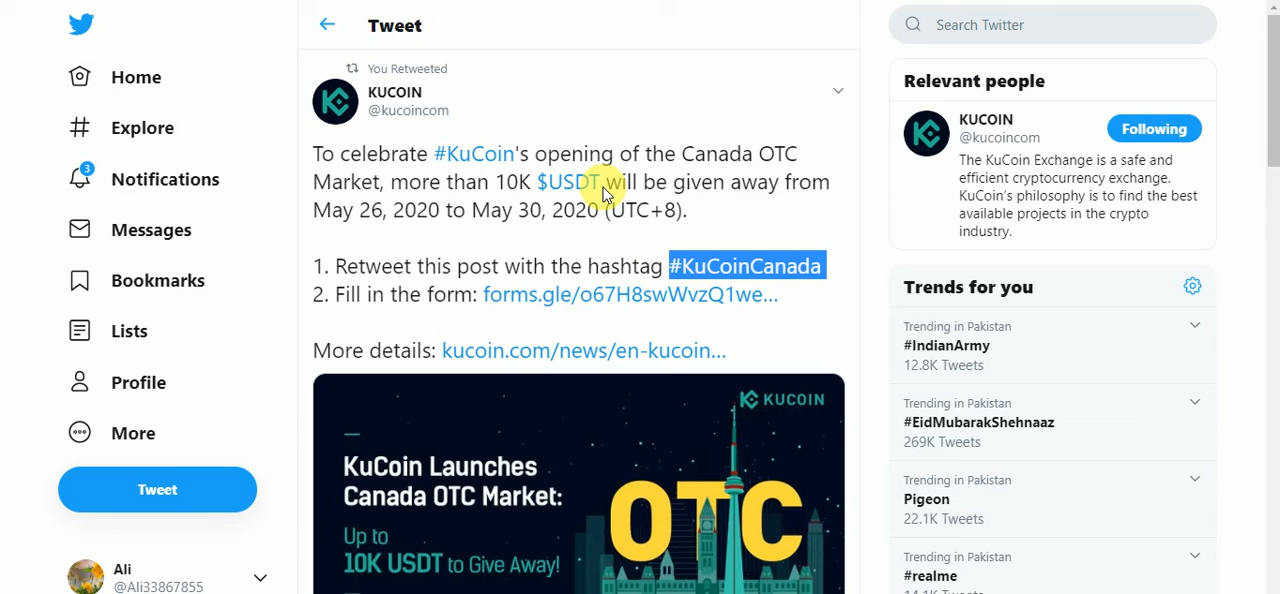 Tweet
Search Twitter
Home
Explore
3
Notifications
Messages
Bookmarks
Lists
Profile
More
Tweet
Ali
@Ali33867855
You Retweeted
KUCOIN
@kucoincom
To celebrate #KuCoin's opening of the Canada OTC
Market, more than 10K $USDT will be given away from
May 26, 2020 to May 30, 2020 (UTC+8).
1. Retweet this post with the hashtag #KuCoinCanada
2. Fill in the form: forms.gle/o67H8swWvzQ1we...
More details: kucoin.com/news/en-kucoin...
KUCOIN
KuCoin Launches
Canada OTC Market:
Up to
10K USDT to Give Away!
OTC
Relevant people
KUCOIN
@kucoincom
Following
The KuCoin Exchange is a safe and
efficient cryptocurrency exchange.
KuCoin's philosophy is to find the best
available projects in the crypto
industry.
Trends for you
Trending in Pakistan
#IndianArmy
12.8K Tweets
Trending in Pakistan
#EidMubarakShehnaaz
269K Tweets
Trending in Pakistan
Pigeon
22.1K Tweets
Trending in Pakistan
#realme
14.1K Tweets